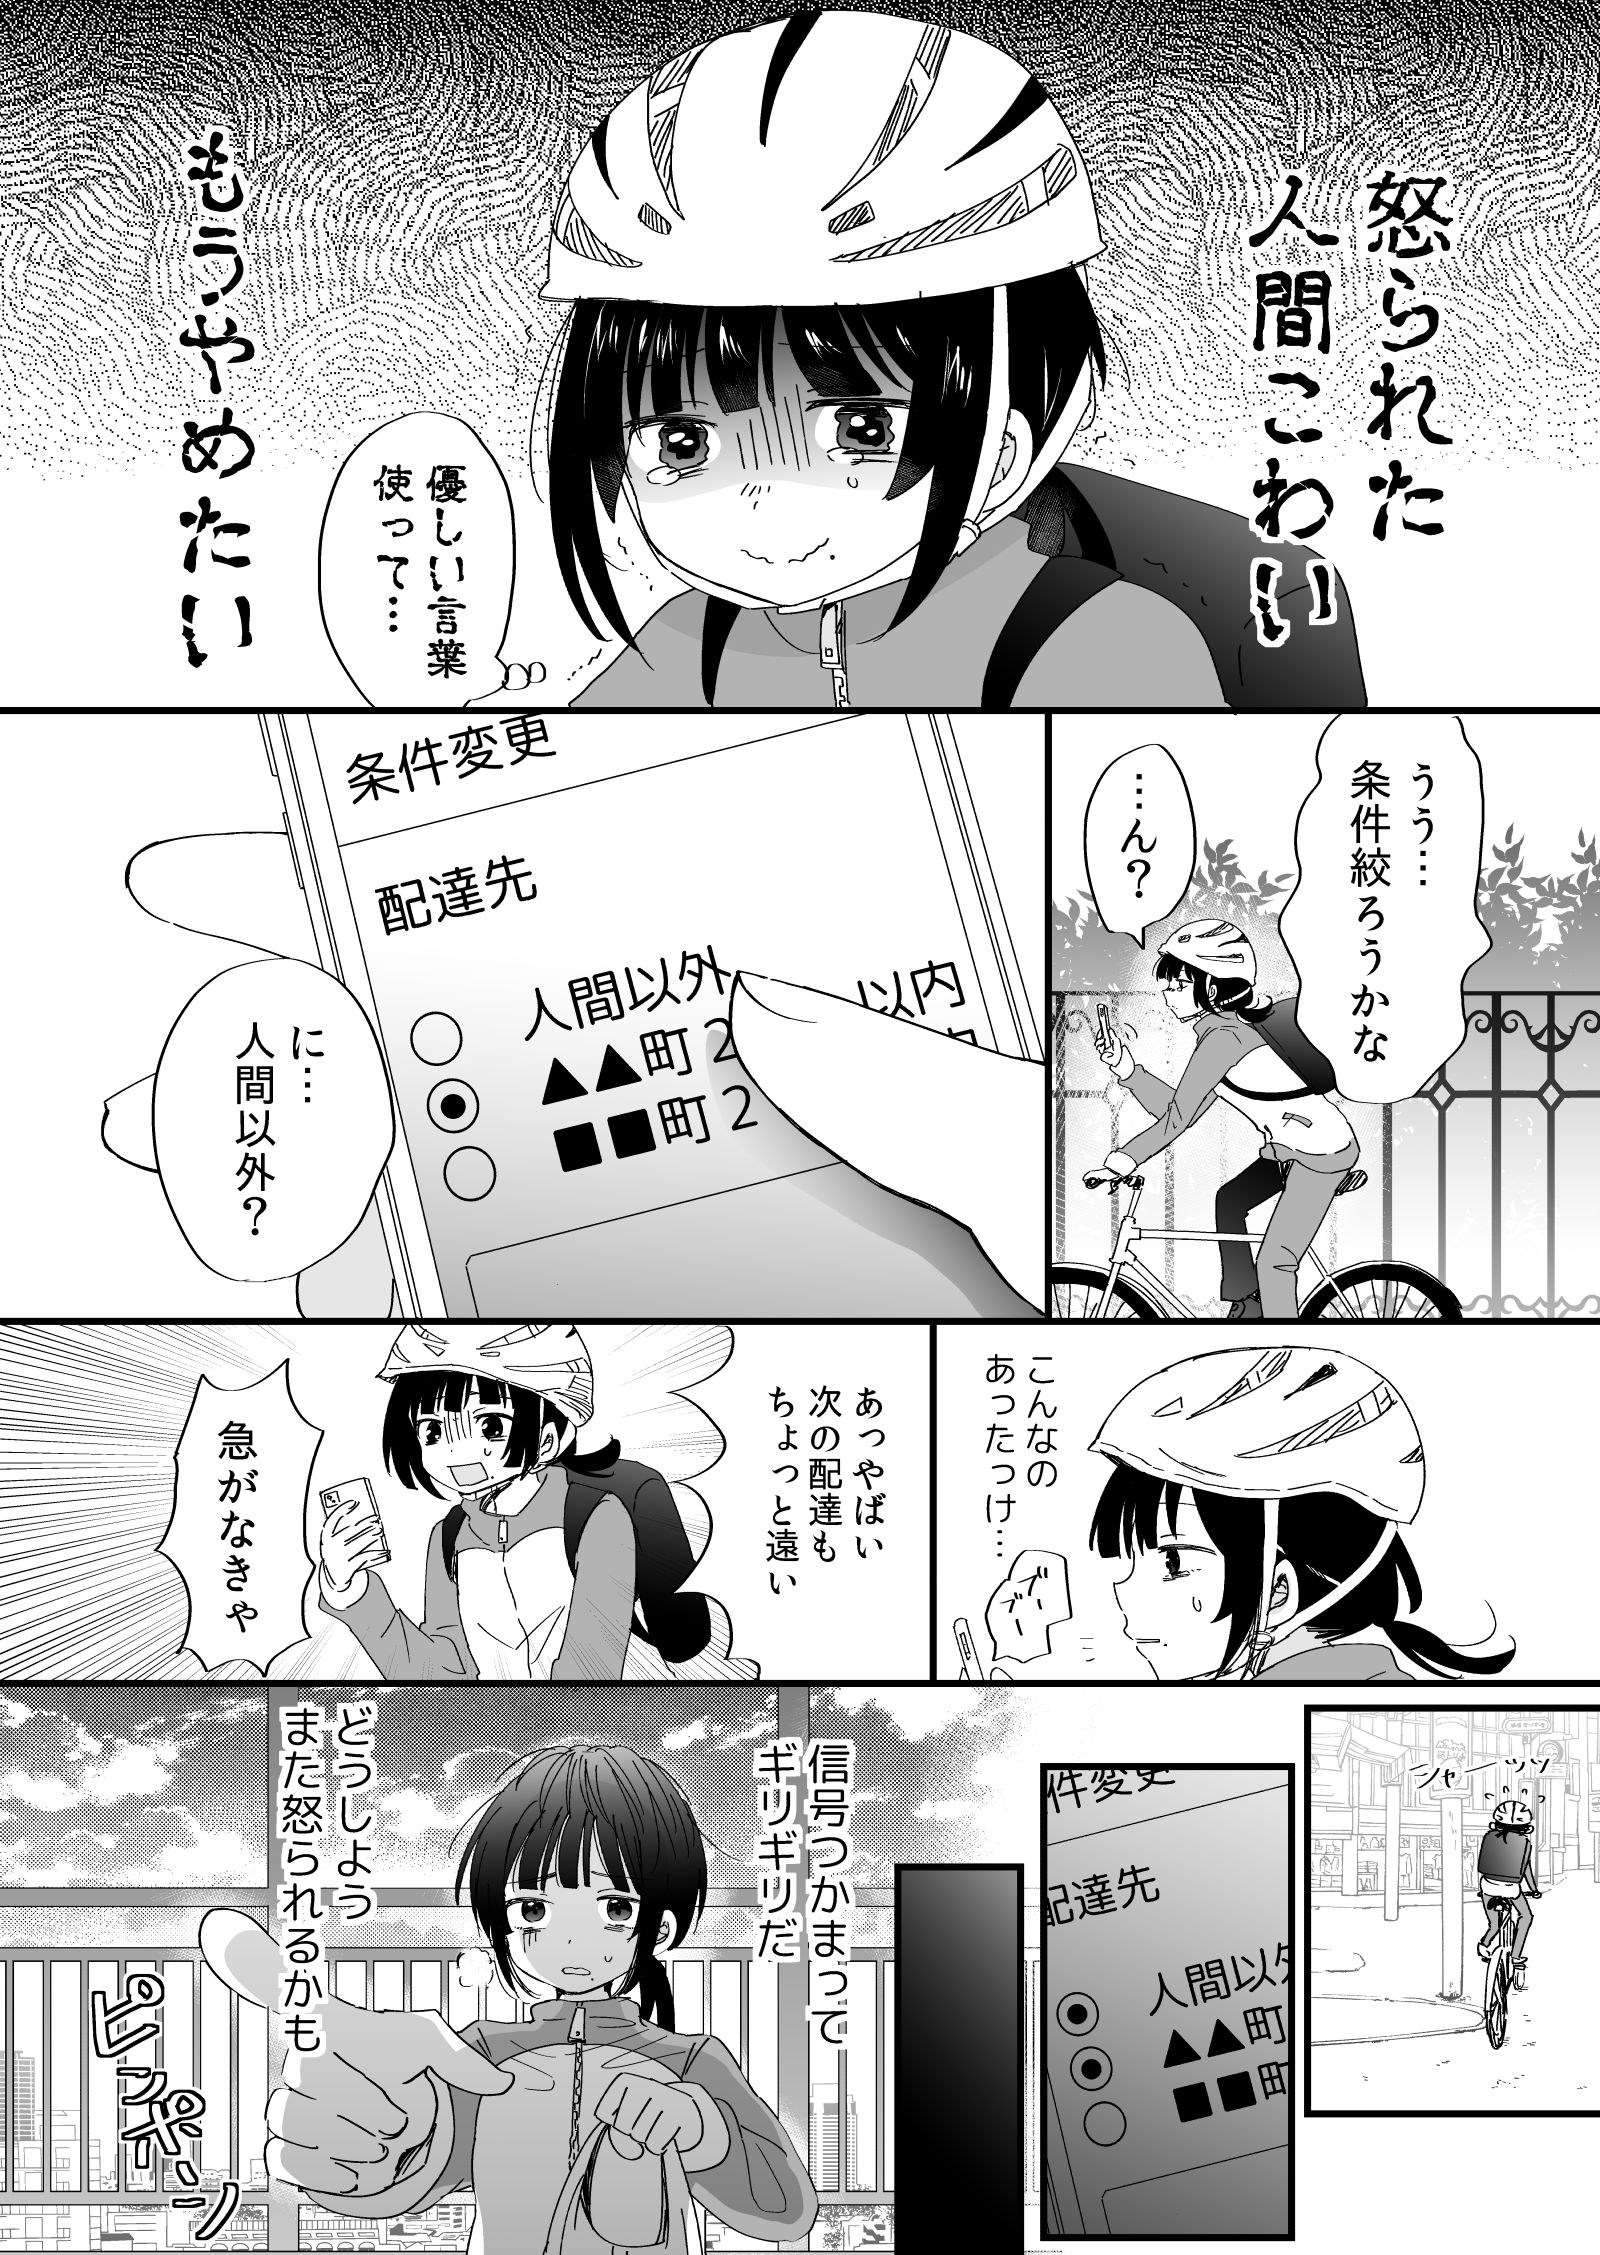 怒られた
人間こわい
もうやめたい
優しい言葉
使って…
うう…
条件絞ろうかな
…ん?
条件変更
配達先
人間以外
以内
▲▲町2
■■町2
に…
人間以外?
こんなの
あったっけ…
ブーブー
あっやばい
次の配達も
ちょっと遠い
急がなきゃ
シャーッッ
件変更
配達先
人間以外
▲▲町
■■町
信号つかまって
ギリギリだ
どうしよう
また怒られるかも
ピンポーン